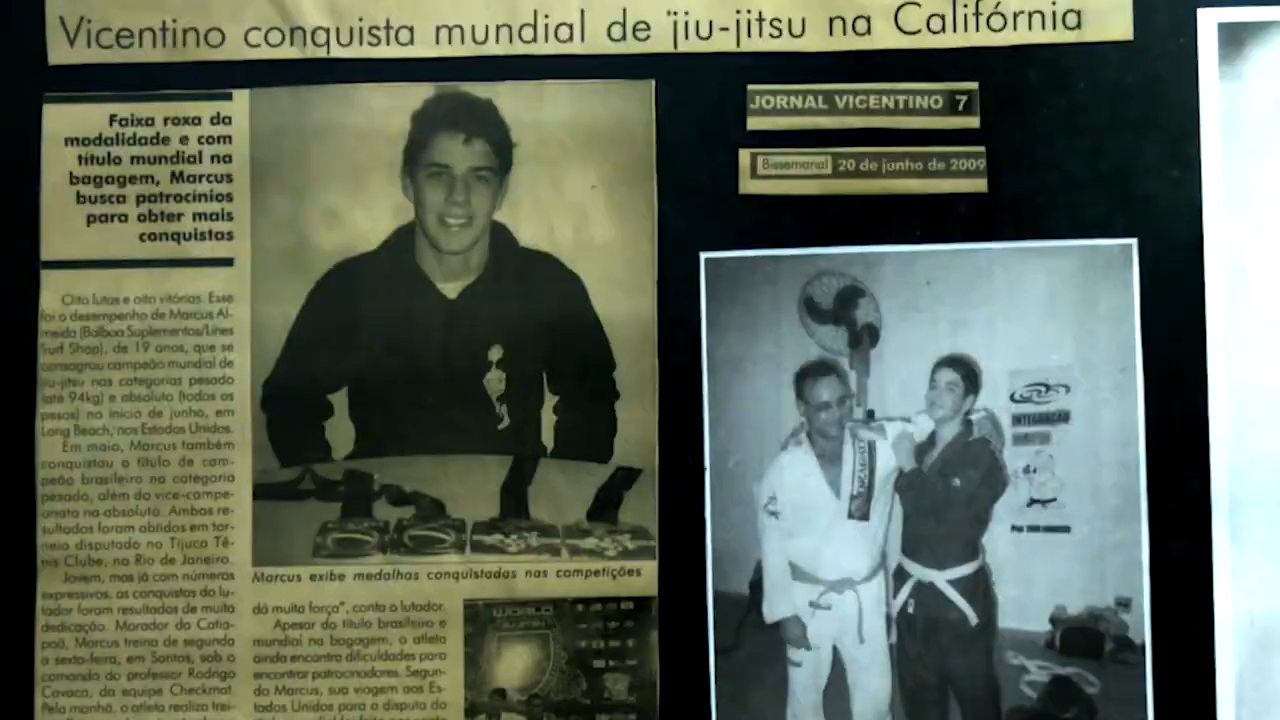 Vicentino conquista mundial de jiu-jitsu na Califórnia
JORNAL VICENTINO 7
Bissemanal 20 de junho de 2009
Faixa roxa da
modalidade e com
título mundial na
bagagem, Marcus
busca patrocínios
para obter mais
conquistas
Oito lutas e oito vitórias. Esse
foi o desempenho de Marcus Al-
meida (Balboa Suplementos/Lines
Surf Shop), de 19 anos, que se
consagrou campeão mundial de
jiu-jitsu nas categorias pesado
(até 94kg) e absoluto (todos os
pesos) no início de junho, em
Long Beach, nos Estados Unidos.
Em maio, Marcus também
conquistou o título de cam-
peão brasileiro na categoria
pesado, além do vice-campe-
onato na absoluto. Ambos re-
sultados foram obtidos em tor-
neio disputado no Tijuca Tê-
nis Clube, no Rio de Janeiro.
Jovem, mas já com números
expressivos, as conquistas do lu-
tador foram resultados de muita
dedicação. Morador do Catia-
poã, Marcus treina de segunda
a sexta-feira, em Santos, sob o
comando do professor Rodrigo
Cavaca, da equipe Checkmat.
Pela manhã, o atleta realiza trei-
Marcus exibe medalhas conquistadas nas competições
dá muita força", conta o lutador.
Apesar do título brasileiro e
mundial na bagagem, o atleta
ainda encontra dificuldades para
encontrar patrocinadores. Segun-
do Marcus, sua viagem aos Es-
tados Unidos para a disputa do
WORLD
INTEGRAÇÃO